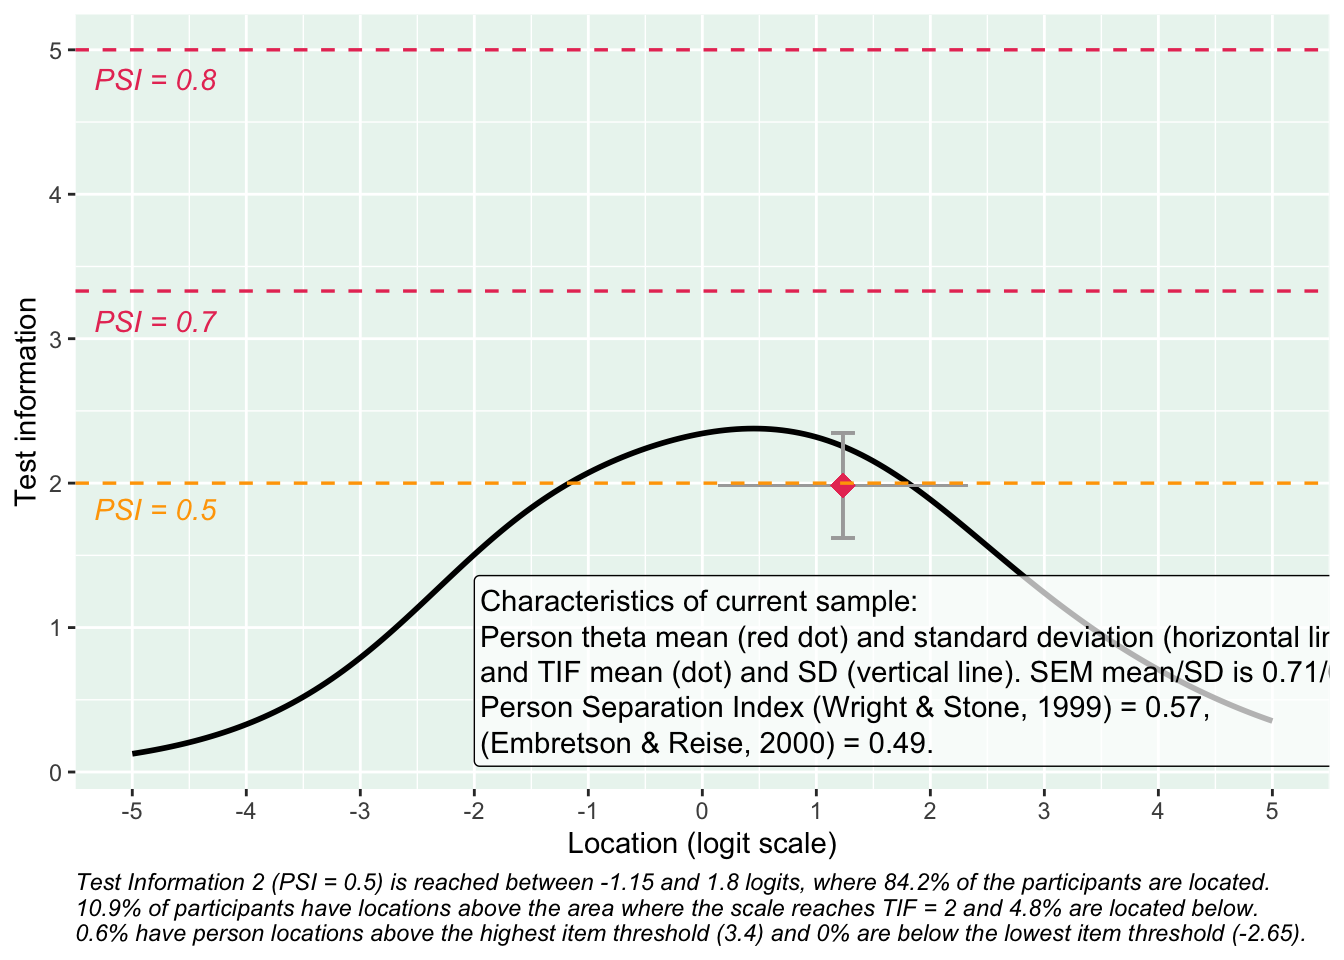 5
PSI = 0.8
4
PSI = 0.7
3
Test information
2
PSI = 0.5
Characteristics of current sample:
Person theta mean (red dot) and standard deviation (horizontal
and TIF mean (dot) and SD (vertical line). SEM mean/SD is 0.71/
Person Separation Index (Wright & Stone, 1999) = 0.57,
(Embretson & Reise, 2000) = 0.49.
1
0
-5 -4 -3 -2 -1 0 1 2 3 4 5
Location (logit scale)
Test Information 2 (PSI = 0.5) is reached between -1.15 and 1.8 logits, where 84.2% of the participants are located.
10.9% of participants have locations above the area where the scale reaches TIF = 2 and 4.8% are located below.
0.6% have person locations above the highest item threshold (3.4) and 0% are below the lowest item threshold (-2.65).